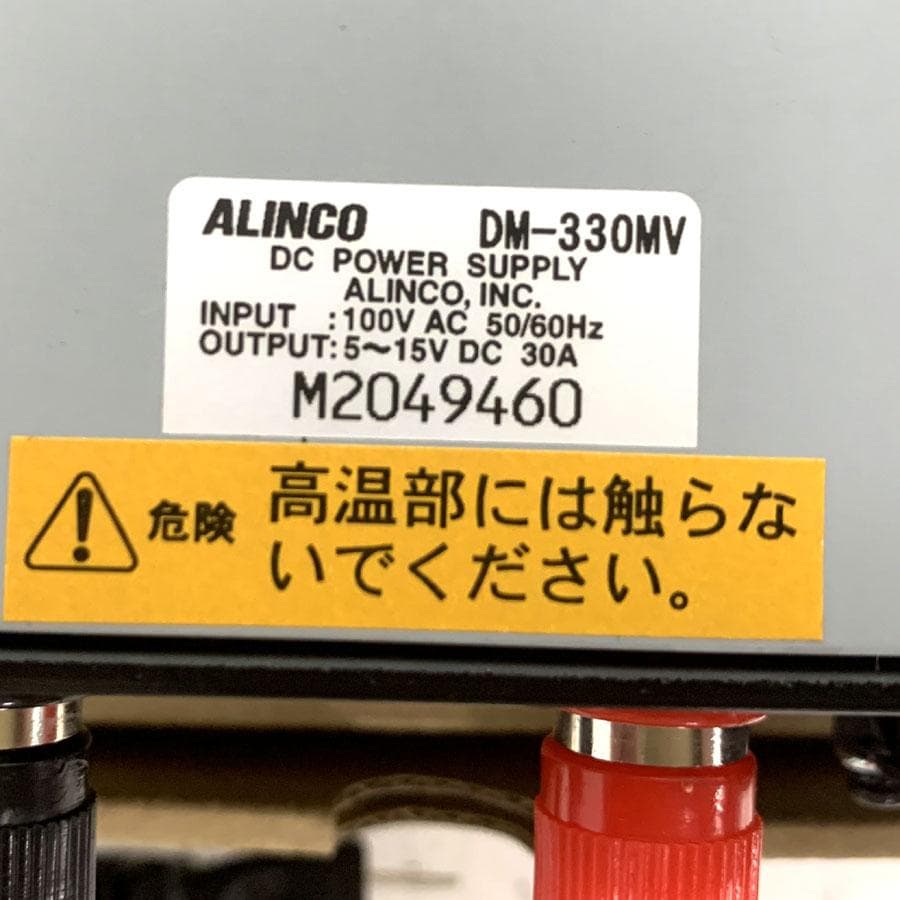 ALINCO DM-330MV
DC POWER SUPPLY
ALINCO, INC.
INPUT :100V AC 50/60Hz
OUTPUT:5〜15V DC 30A
M2049460
危険 高温部には触らな
いでください。